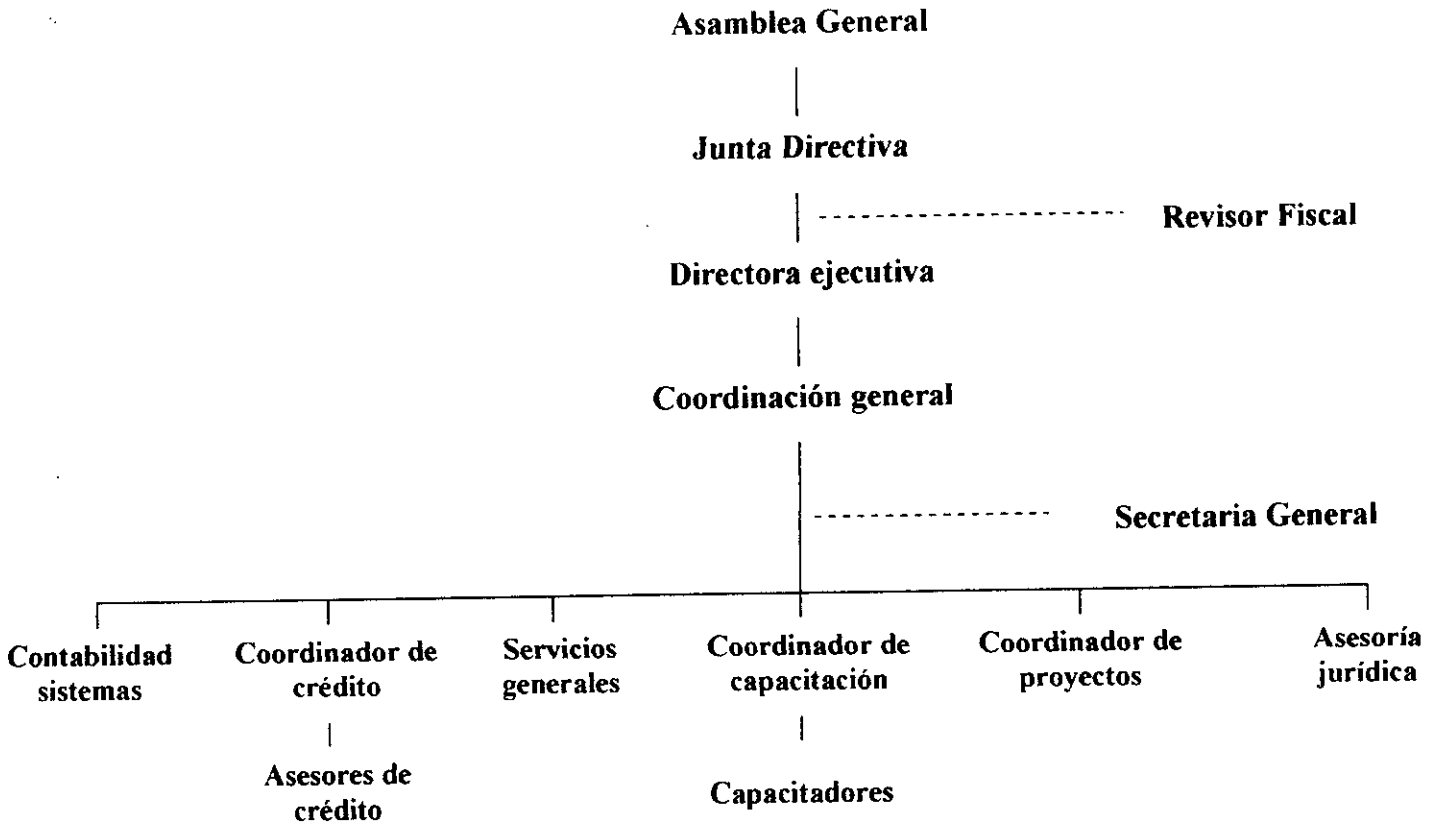 Asamblea General
Junta Directiva
Revisor Fiscal
Directora ejecutiva
Coordinación general
Secretaria General
Contabilidad
sistemas
Coordinador de
crédito
Servicios
generales
Coordinador de
capacitación
Coordinador de
proyectos
Asesoría
jurídica
Asesores de
crédito
Capacitadores